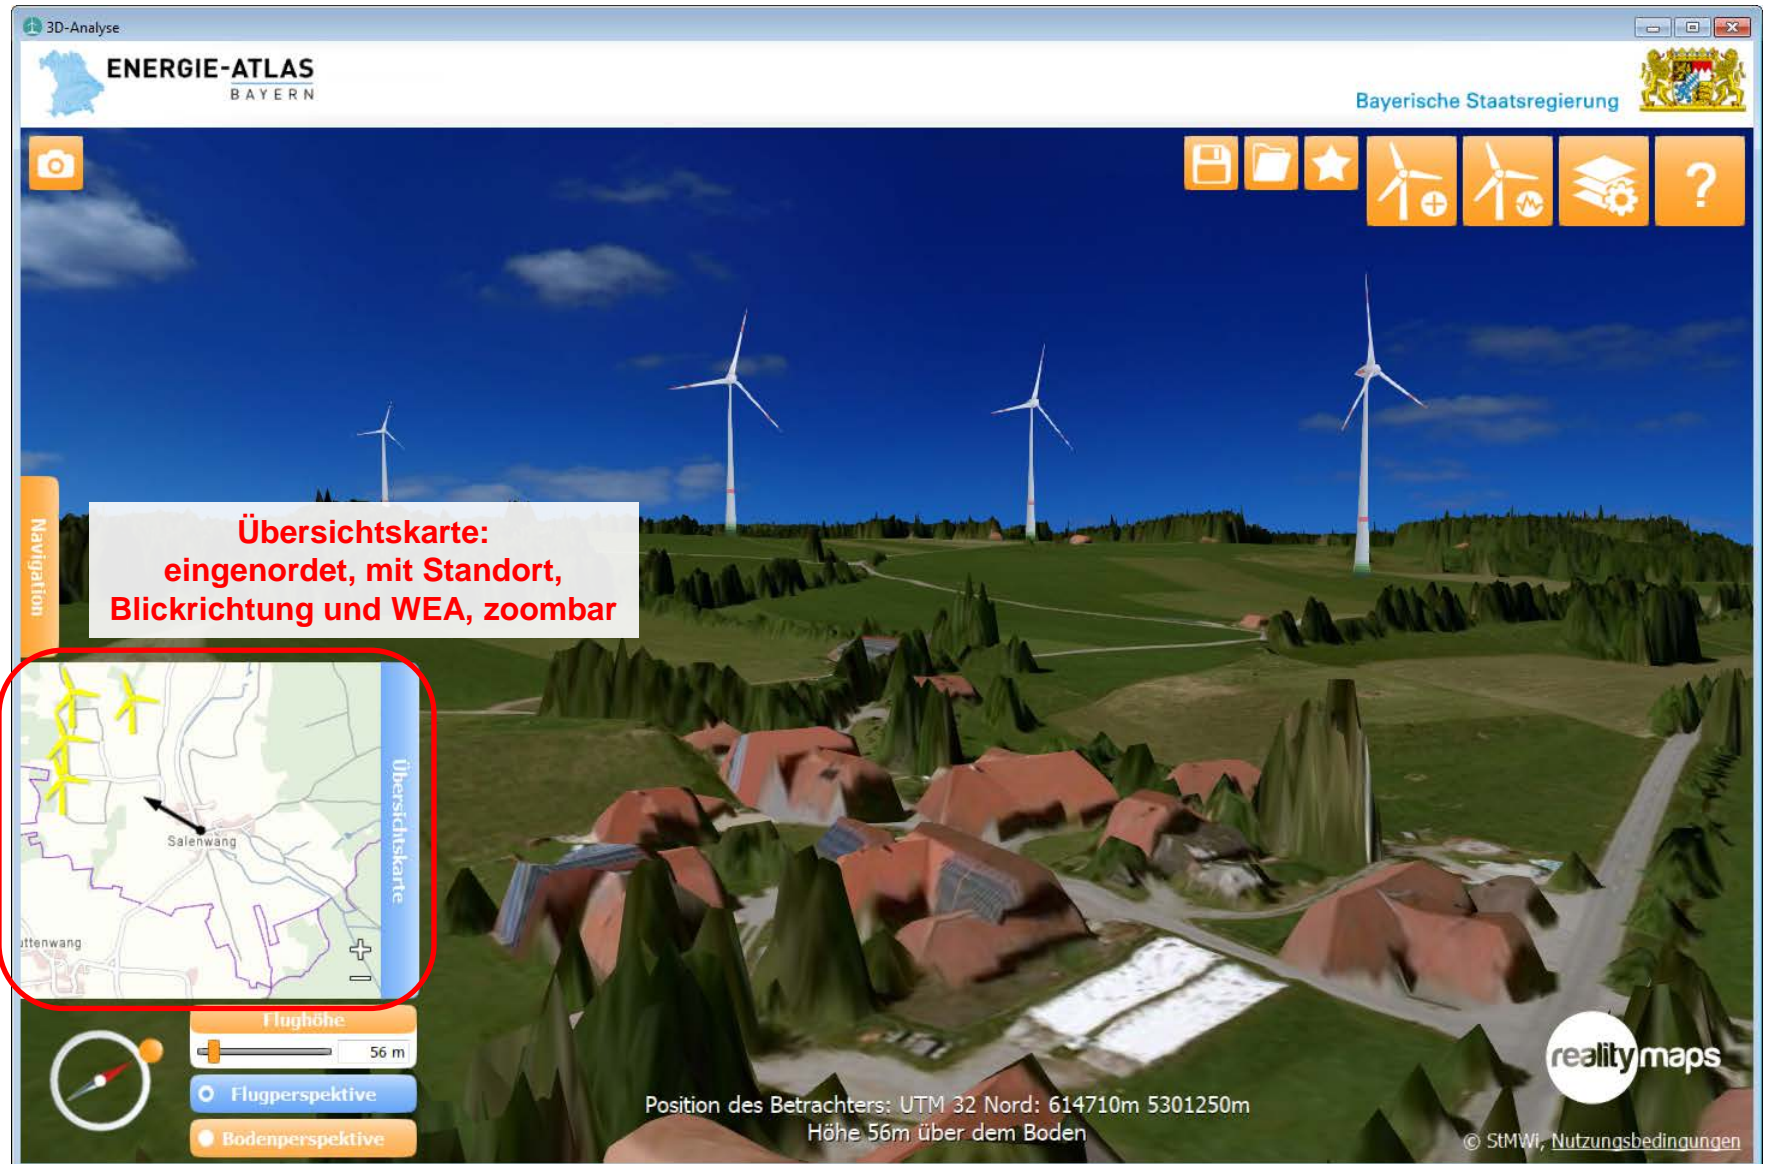 3D-Analyse
ENERGIE-ATLAS
BAYERN
Bayerische Staatsregierung
?
Navigation
Übersichtskarte:
eingenordet, mit Standort,
Blickrichtung und WEA, zoombar
Übersichtskarte
Salenwang
uttenwang
Flughöhe
56 m
Flugperspektive
Bodenperspektive
Position des Betrachters: UTM 32 Nord: 614710m 5301250m
Höhe 56m über dem Boden
realitymaps
© StMWi, Nutzungsbedingungen